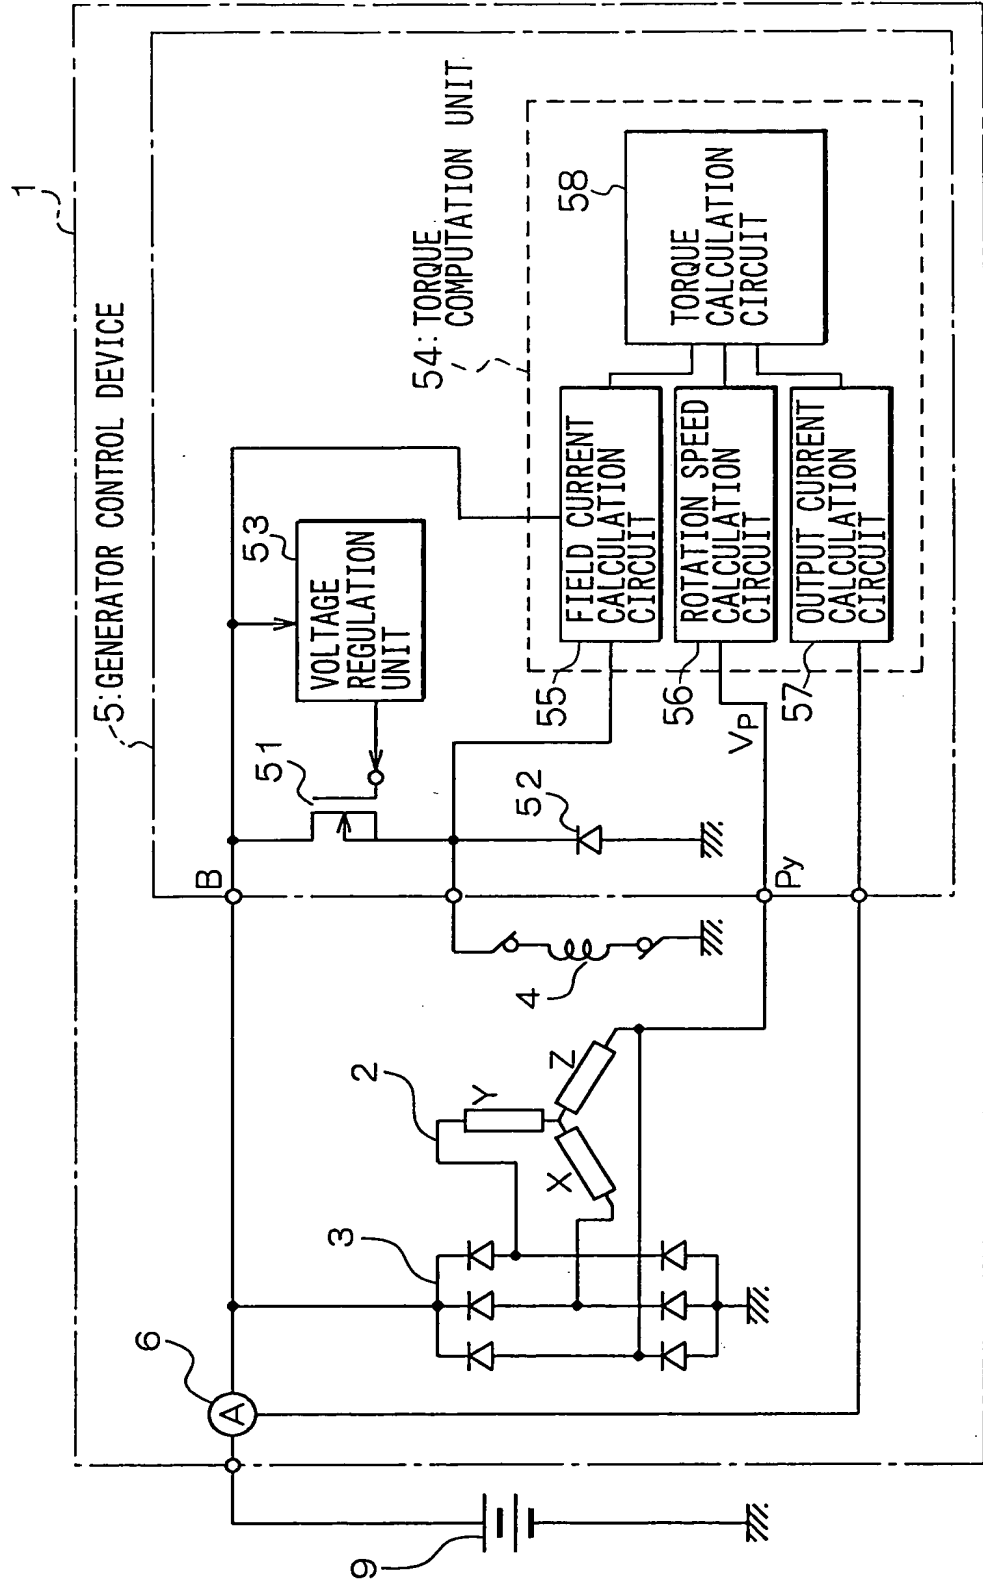 1
5:GENERATOR CONTROL DEVICE
54:TORQUE
COMPUTATION UNIT
53
VOLTAGE
REGULATION
UNIT
51
52
B
Py
VP
55
FIELD CURRENT
CALCULATION
CIRCUIT
56
ROTATION SPEED
CALCULATION
CIRCUIT
57
OUTPUT CURRENT
CALCULATION
CIRCUIT
58
TORQUE
CALCULATION
CIRCUIT
4
2
Y
Z
X
3
6
A
9